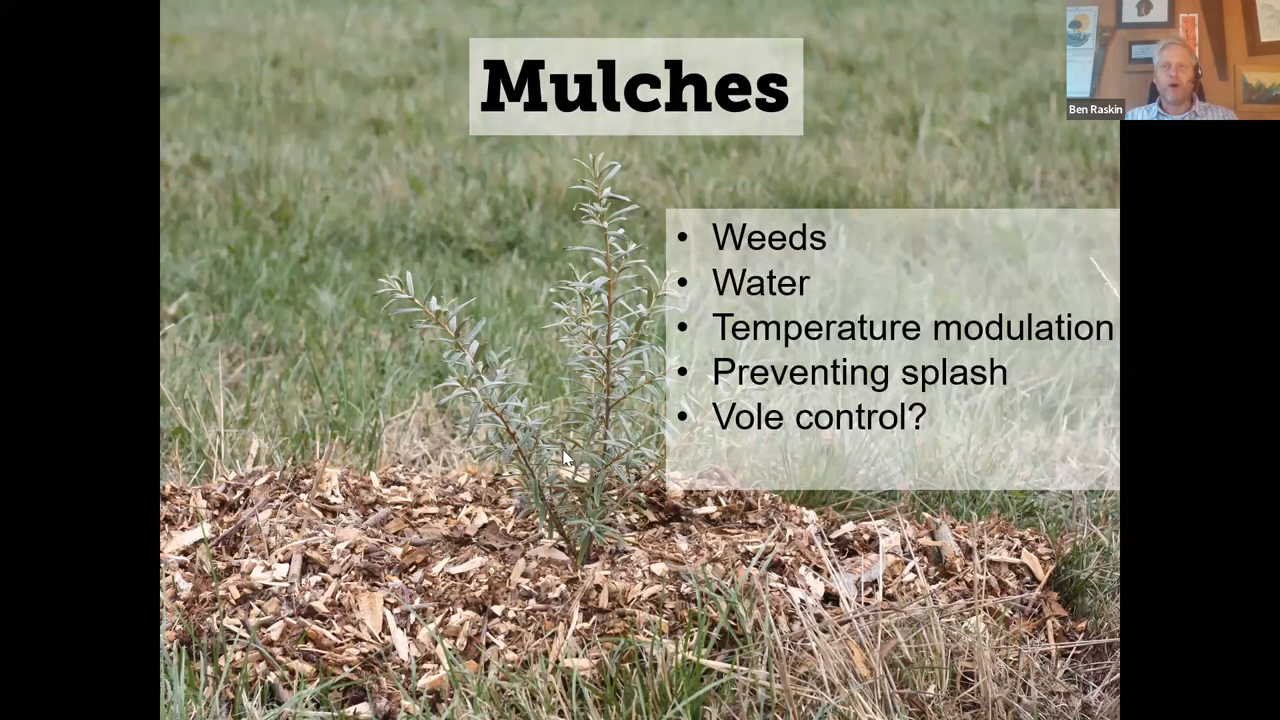 Mulches
Ben Raskin
• Weeds
• Water
• Temperature modulation
• Preventing splash
• Vole control?